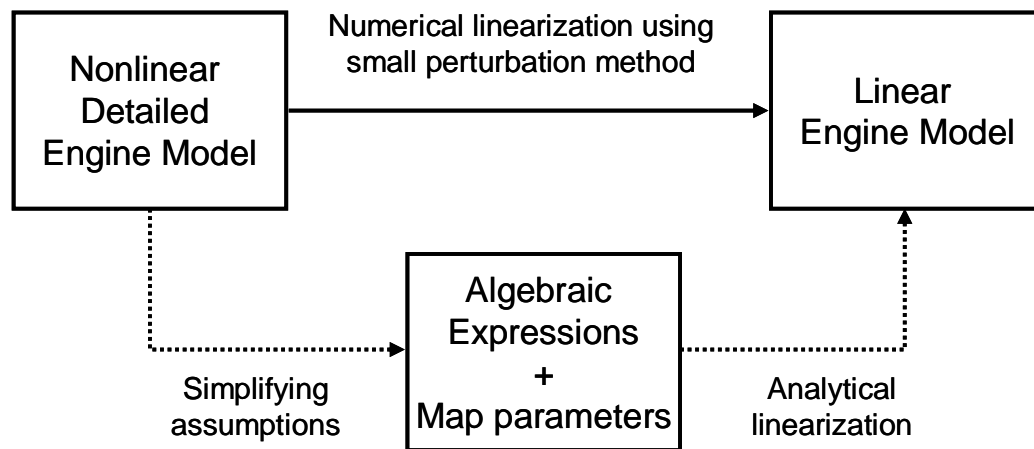 Nonlinear
Detailed
Engine Model
Numerical linearization using
small perturbation method
Linear
Engine Model
Simplifying
assumptions
Algebraic
Expressions
+
Map parameters
Analytical
linearization